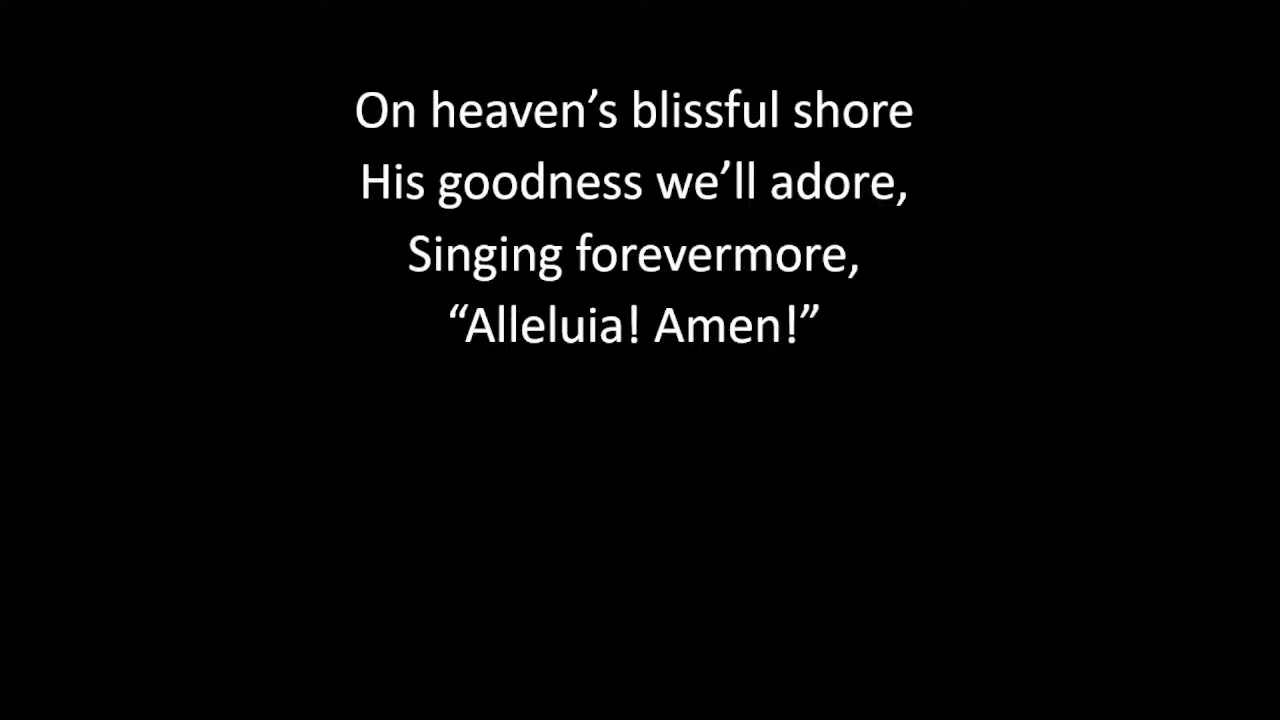 On heaven’s blissful shore
His goodness we’ll adore,
Singing forevermore,
“Alleluia! Amen!”